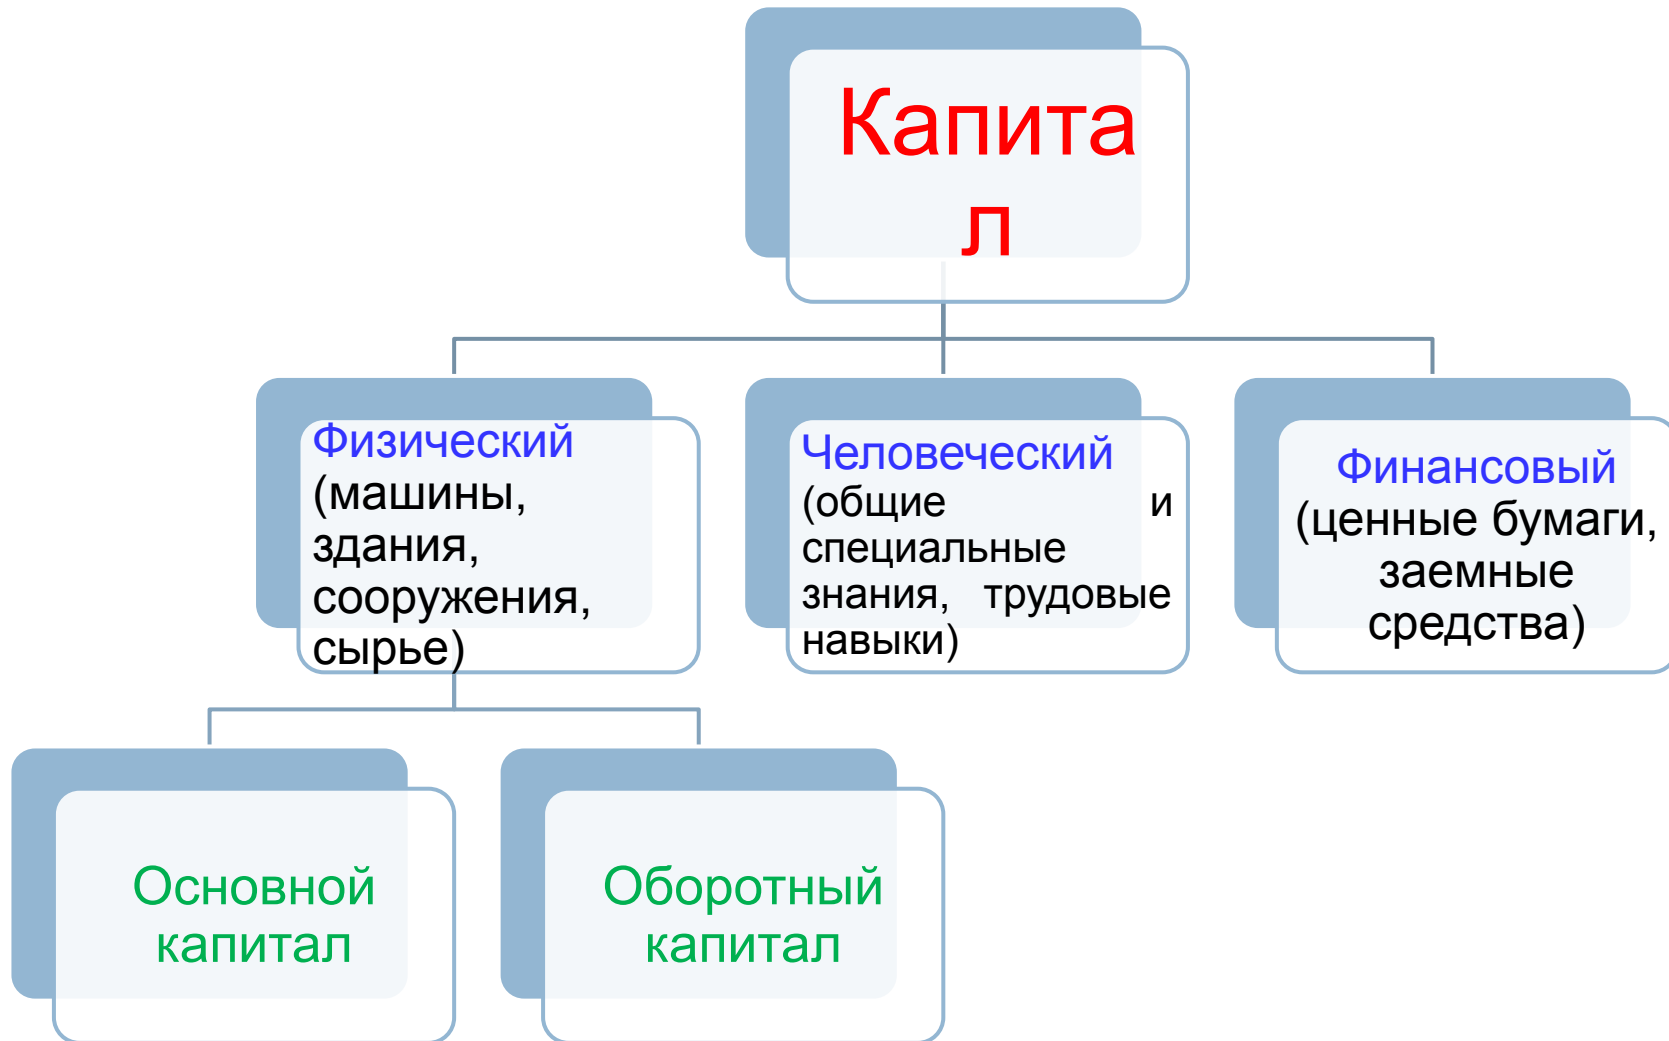 Капита
л
Физический
(машины,
здания,
сооружения,
сырье)
Человеческий
(общие и
специальные
знания, трудовые
навыки)
Финансовый
(ценные бумаги,
заемные
средства)
Основной
капитал
Оборотный
капитал